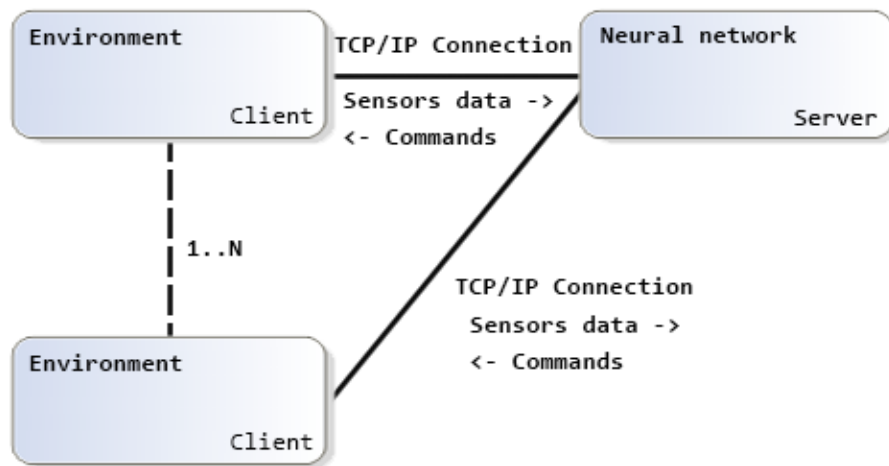 Environment
Client
TCP/IP Connection
Sensors data ->
<- Commands
Neural network
Server
1..N
TCP/IP Connection
Sensors data ->
<- Commands
Environment
Client